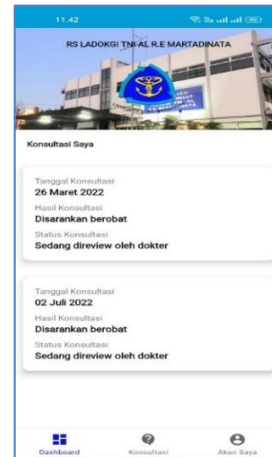 11.42
RS LADOKGI TNI-AL R.E MARTADINATA
Konsultasi Saya
Tanggal Konsultasi
26 Maret 2022
Hasil Konsultasi
Disarankan berobat
Status Konsultasi
Sedang direview oleh dokter
Tanggal Konsultasi
02 Juli 2022
Hasil Konsultasi
Disarankan berobat
Status Konsultasi
Sedang direview oleh dokter
Dashboard
Konsultasi
Akun Saya